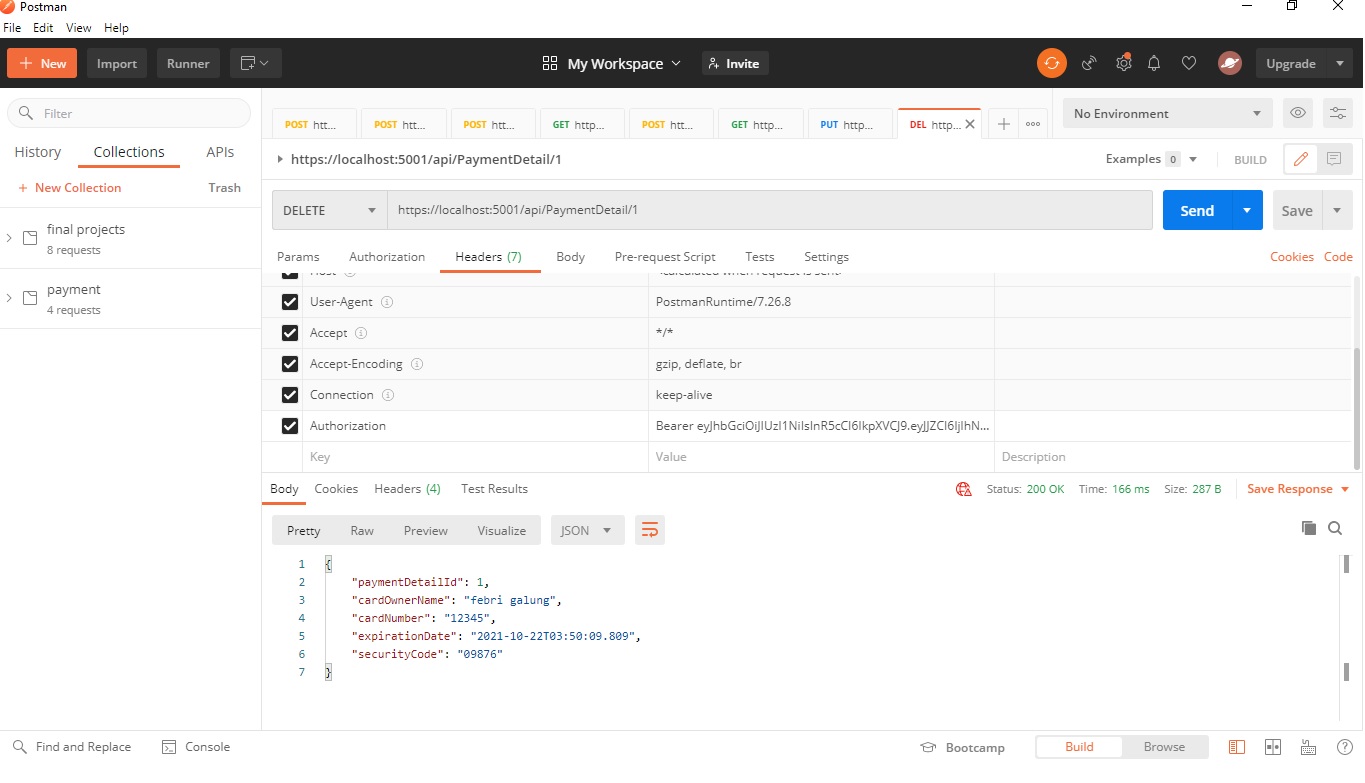 Postman
File Edit View Help
+ New Import Runner My Workspace Invite Upgrade
Filter
History Collections APIs
+ New Collection Trash
final projects
8 requests
payment
4 requests
POST htt... POST htt... POST htt... GET http... POST htt... GET http... PUT http... DEL http... No Environment
https://localhost:5001/api/PaymentDetail/1 Examples 0 BUILD
DELETE https://localhost:5001/api/PaymentDetail/1 Send Save
Params Authorization Headers (7) Body Pre-request Script Tests Settings Cookies Code
Host <calculated when request is sent>
User-Agent PostmanRuntime/7.26.8
Accept */*
Accept-Encoding gzip, deflate, br
Connection keep-alive
Authorization Bearer
Key Value Description
Body Cookies Headers (4) Test Results Status: 200 OK Time: 166 ms Size: 287 B Save Response
Pretty Raw Preview Visualize JSON
1 {
2 "paymentDetailId": 1,
3 "cardOwnerName": "febri galung",
4 "cardNumber": "12345",
5 "expirationDate": "2021-10-22T03:50:09.809",
6 "securityCode": "09876"
7 }
Find and Replace Console Bootcamp Build Browse